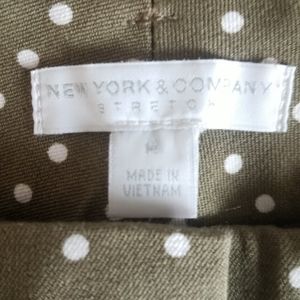 NEW YORK & COMPANY
STRETCH
MADE IN
VIETNAM